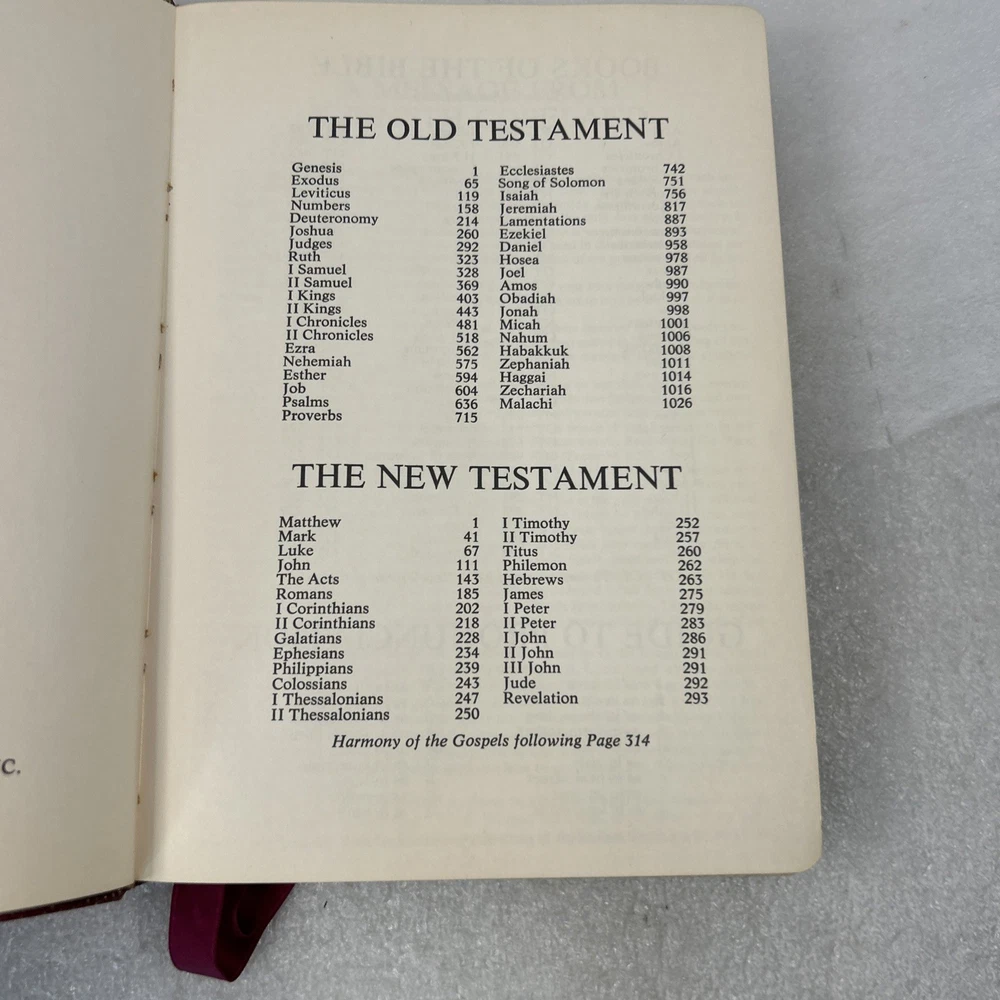 THE OLD TESTAMENT
Genesis 1
Exodus 65
Leviticus 119
Numbers 158
Deuteronomy 214
Joshua 260
Judges 292
Ruth 323
I Samuel 328
II Samuel 369
I Kings 403
II Kings 443
I Chronicles 481
II Chronicles 518
Ezra 562
Nehemiah 575
Esther 594
Job 604
Psalms 636
Proverbs 715
Ecclesiastes 742
Song of Solomon 751
Isaiah 756
Jeremiah 817
Lamentations 887
Ezekiel 893
Daniel 958
Hosea 978
Joel 987
Amos 990
Obadiah 997
Jonah 998
Micah 1001
Nahum 1006
Habakkuk 1008
Zephaniah 1011
Haggai 1014
Zechariah 1016
Malachi 1026
THE NEW TESTAMENT
Matthew 1
Mark 41
Luke 67
John 111
The Acts 143
Romans 185
I Corinthians 202
II Corinthians 218
Galatians 228
Ephesians 234
Philippians 239
Colossians 243
I Thessalonians 247
II Thessalonians 250
I Timothy 252
II Timothy 257
Titus 260
Philemon 262
Hebrews 263
James 275
I Peter 279
II Peter 283
I John 286
II John 291
III John 291
Jude 292
Revelation 293
Harmony of the Gospels following Page 314